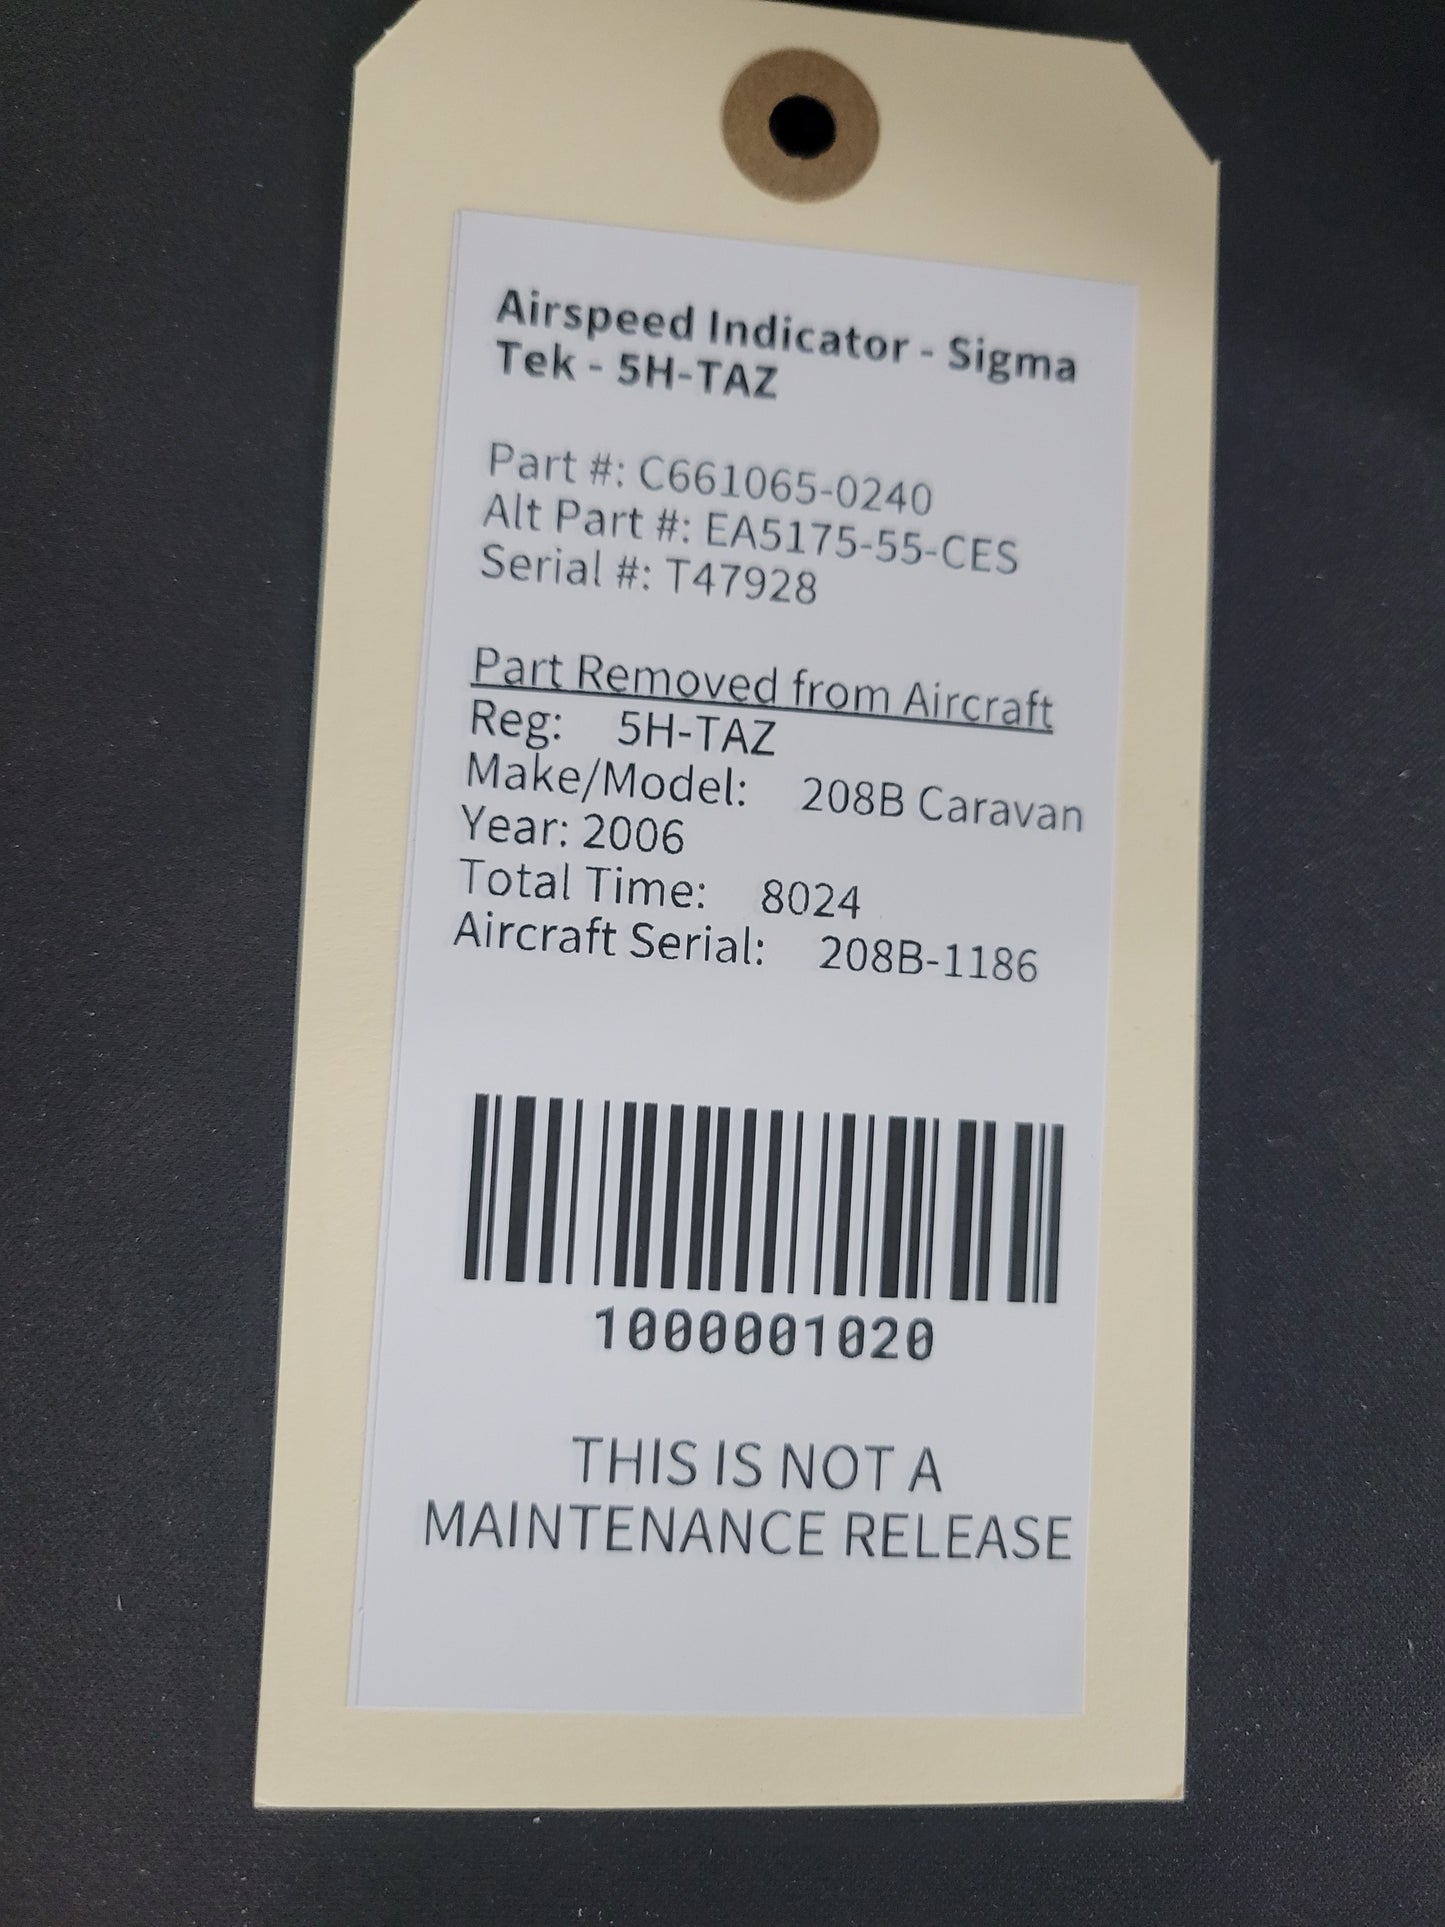 Airspeed Indicator - Sigma
Tek - 5H-TAZ
Part #: C661065-0240
Alt Part #: EA5175-55-CES
Serial #: T47928
Part Removed from Aircraft
Reg: 5H-TAZ
Make/Model: 208B Caravan
Year: 2006
Total Time: 8024
Aircraft Serial: 208B-1186
1000001020
THIS IS NOT A
MAINTENANCE RELEASE